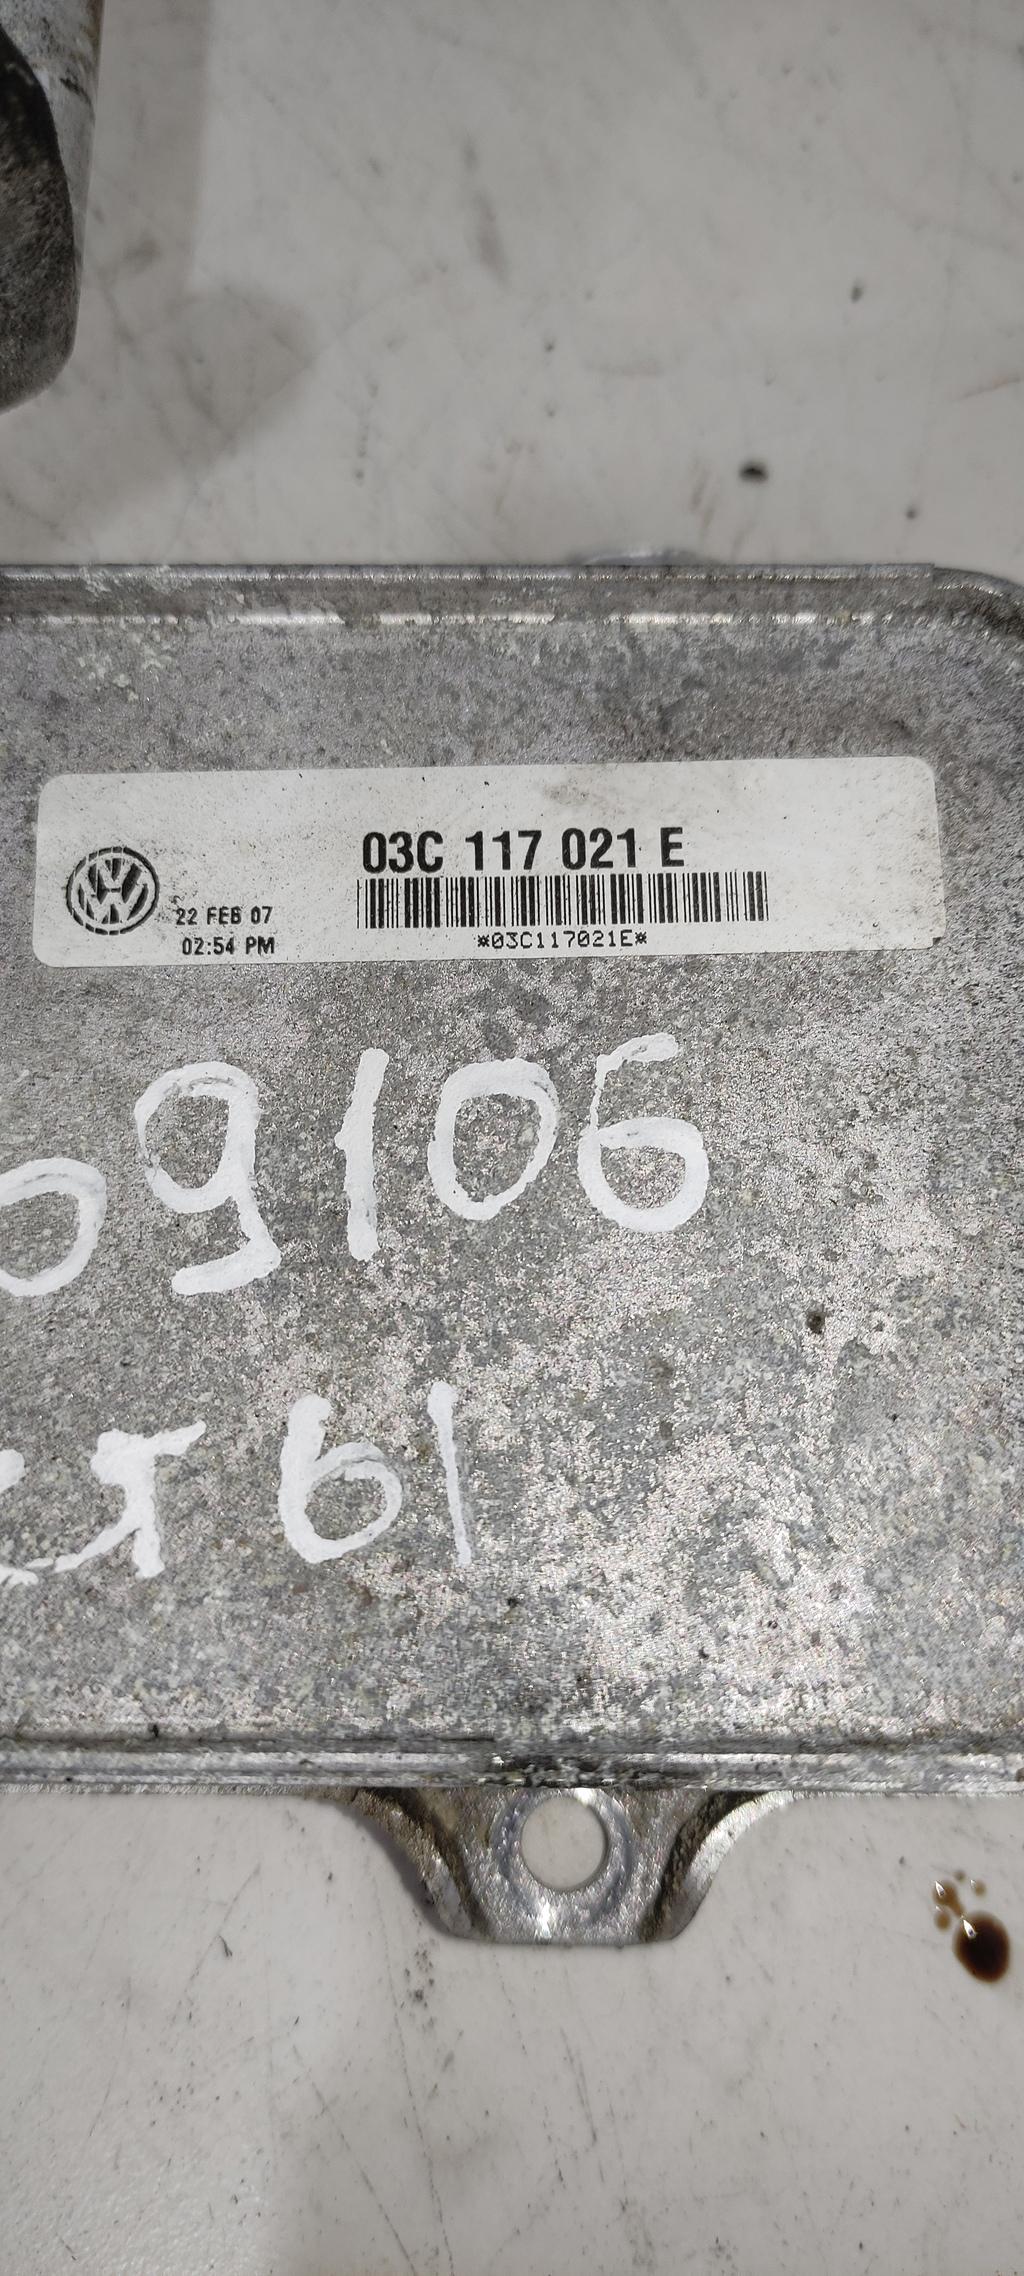 03C 117 021 E
22 FEB 07
02:54 PM
*03C117021E*
09106